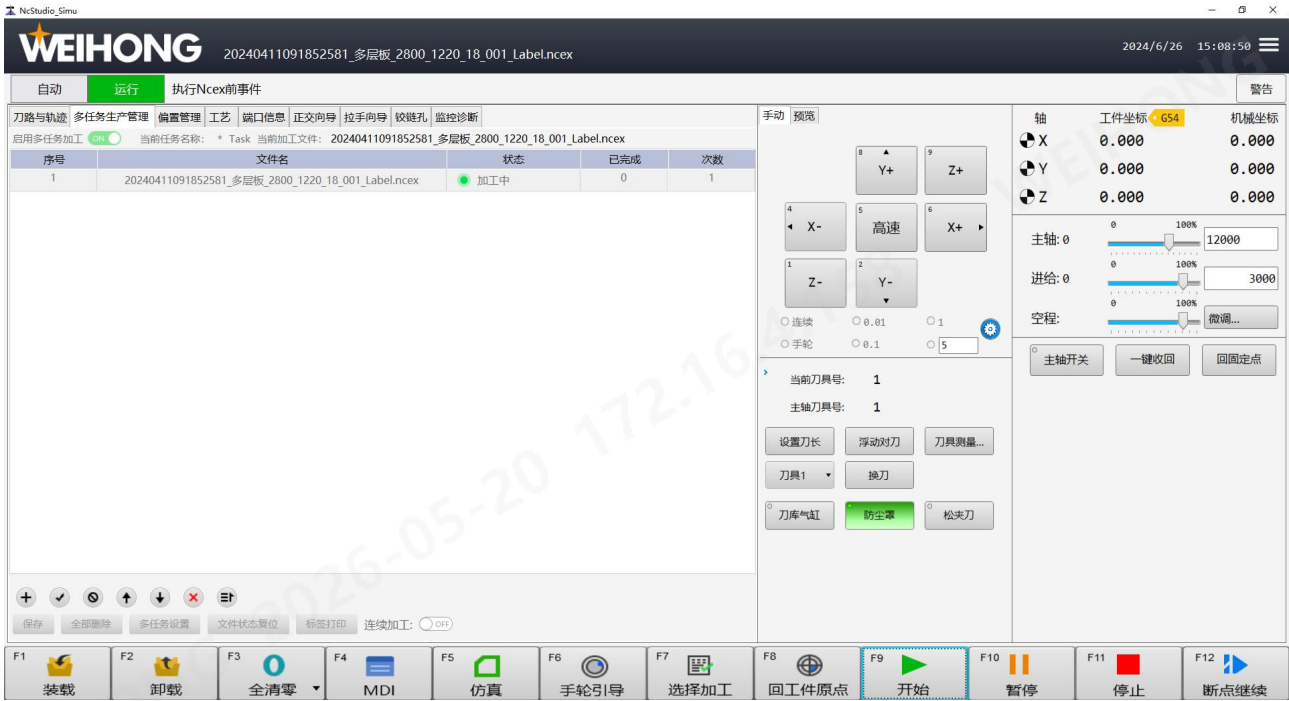 NcStudio_Simu
WEIHONG 20240411091852581_多层板_2800_1220_18_001_Label.ncex 2024/6/26 15:08:50
自动 运行 执行Ncex前事件 警告
刀路与轨迹 多任务生产管理 偏置管理 工艺 端口信息 正交向导 拉手向导 铰链孔 监控诊断
启用多任务加工 ON 当前任务名称: * Task 当前加工文件: 20240411091852581_多层板_2800_1220_18_001_Label.ncex
序号 文件名 状态 已完成 次数
1 20240411091852581_多层板_2800_1220_18_001_Label.ncex 加工中 0 1
保存 全部删除 多任务设置 文件状态复位 标签打印 连续加工: OFF
手动 预览
8 Y+ 9 Z+
4 X- 5 高速 6 X+
1 Z- 2 Y-
连续 0.01 1
手轮 0.1 5
当前刀具号: 1
主轴刀具号: 1
设置刀长 浮动对刀 刀具测量...
刀具1 换刀
刀库气缸 防尘罩 松夹刀
轴 工件坐标 G54 机械坐标
X 0.000 0.000
Y 0.000 0.000
Z 0.000 0.000
0 100%
主轴: 0 12000
0 100%
进给: 0 3000
0 100%
空程: 微调...
主轴开关 一键收回 回固定点
F1 装载
F2 卸载
F3 全清零
F4 MDI
F5 仿真
F6 手轮引导
F7 选择加工
F8 回工件原点
F9 开始
F10 暂停
F11 停止
F12 断点继续